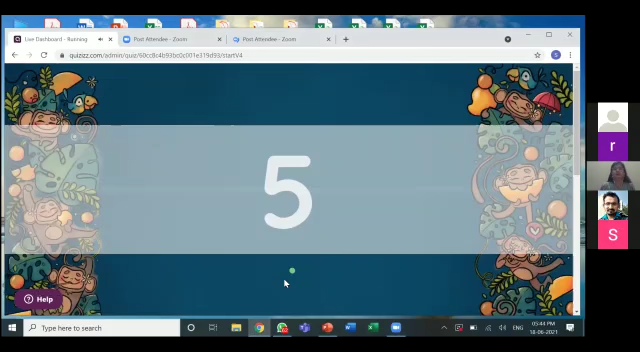 Live Dashboard - Running
Post Attendee - Zoom
Post Attendee - Zoom
quizizz.com/admin/quiz/60cc8c4b93be0c001e319d93/startV4
S
5
r
S
Help
Type here to search
ENG
05:44 PM
18-06-2021